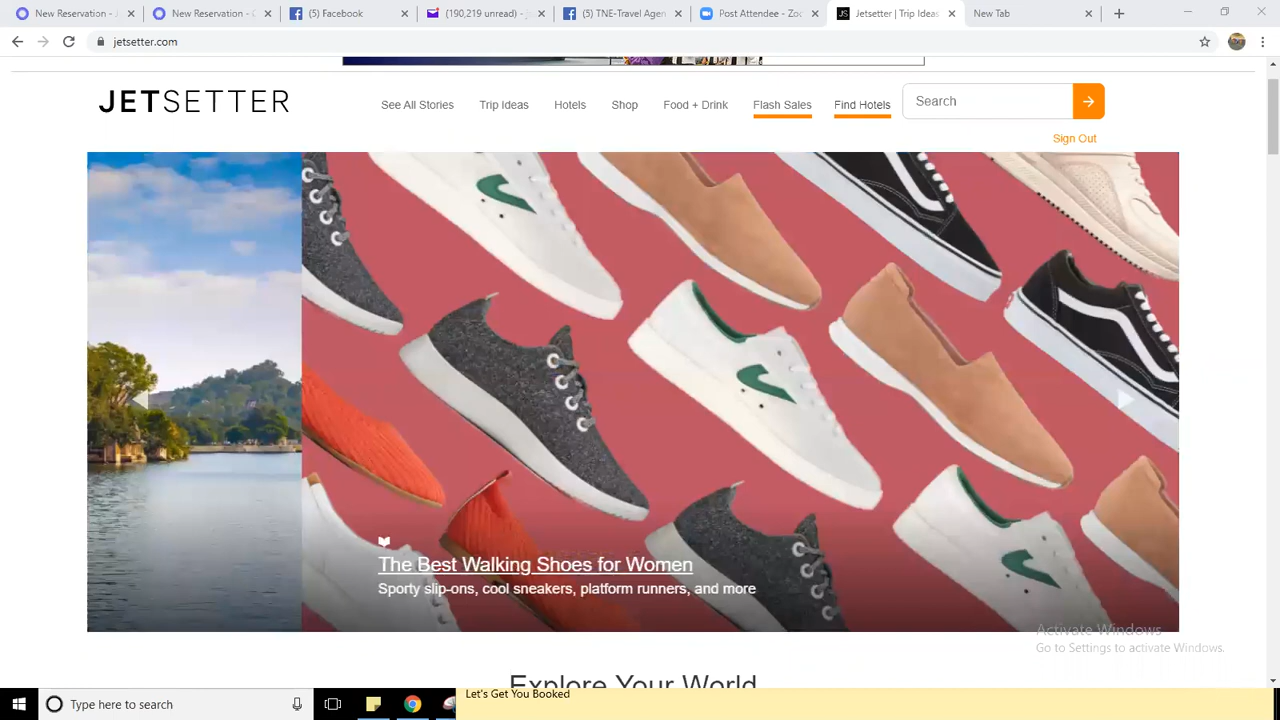 New Reservation - J
New Reservation - C
(5) Facebook
(190,219 unread) - j
(5) TNE-Travel Agen
Post Attendee - Zoo
Jetsetter | Trip Ideas
New Tab
jetsetter.com
JETSETTER
See All Stories
Trip Ideas
Hotels
Shop
Food + Drink
Flash Sales
Find Hotels
Search
Sign Out
The Best Walking Shoes for Women
Sporty slip-ons, cool sneakers, platform runners, and more
Activate Windows
Go to Settings to activate Windows.
Explore Your World
Type here to search
Let's Get You Booked